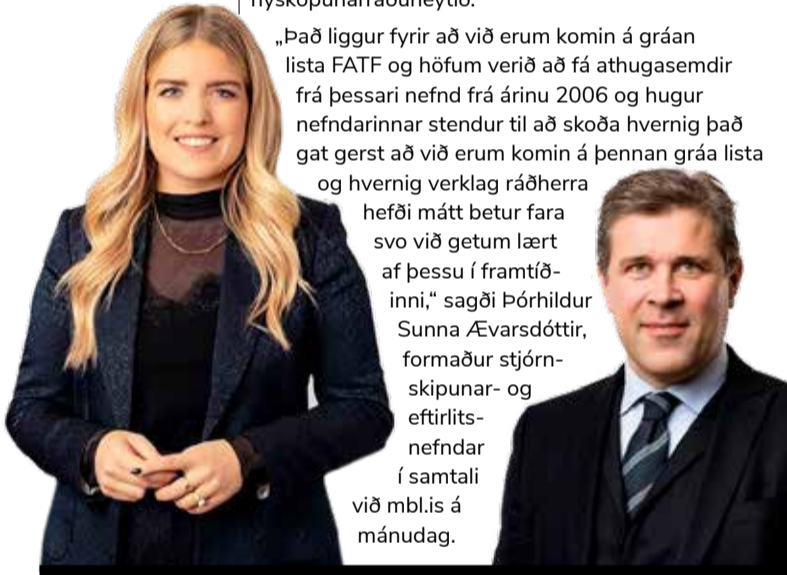 nýsköpunarráðuneytið.
„Það liggur fyrir að við erum komin á gráan
lista FATF og höfum verið að fá athugasemdir
frá þessari nefnd frá árinu 2006 og hugur
nefndarinnar stendur til að skoða hvernig það
gat gerst að við erum komin á þennan gráa lista
og hvernig verklag ráðherra
hefði mátt betur fara
svo við getum lært
af þessu í framtíð-
inni,“ sagði Þórhildur
Sunna Ævarsdóttir,
formaður stjórn-
skipunar- og
eftirlits-
nefndar
í samtali
við mbl.is á
mánudag.